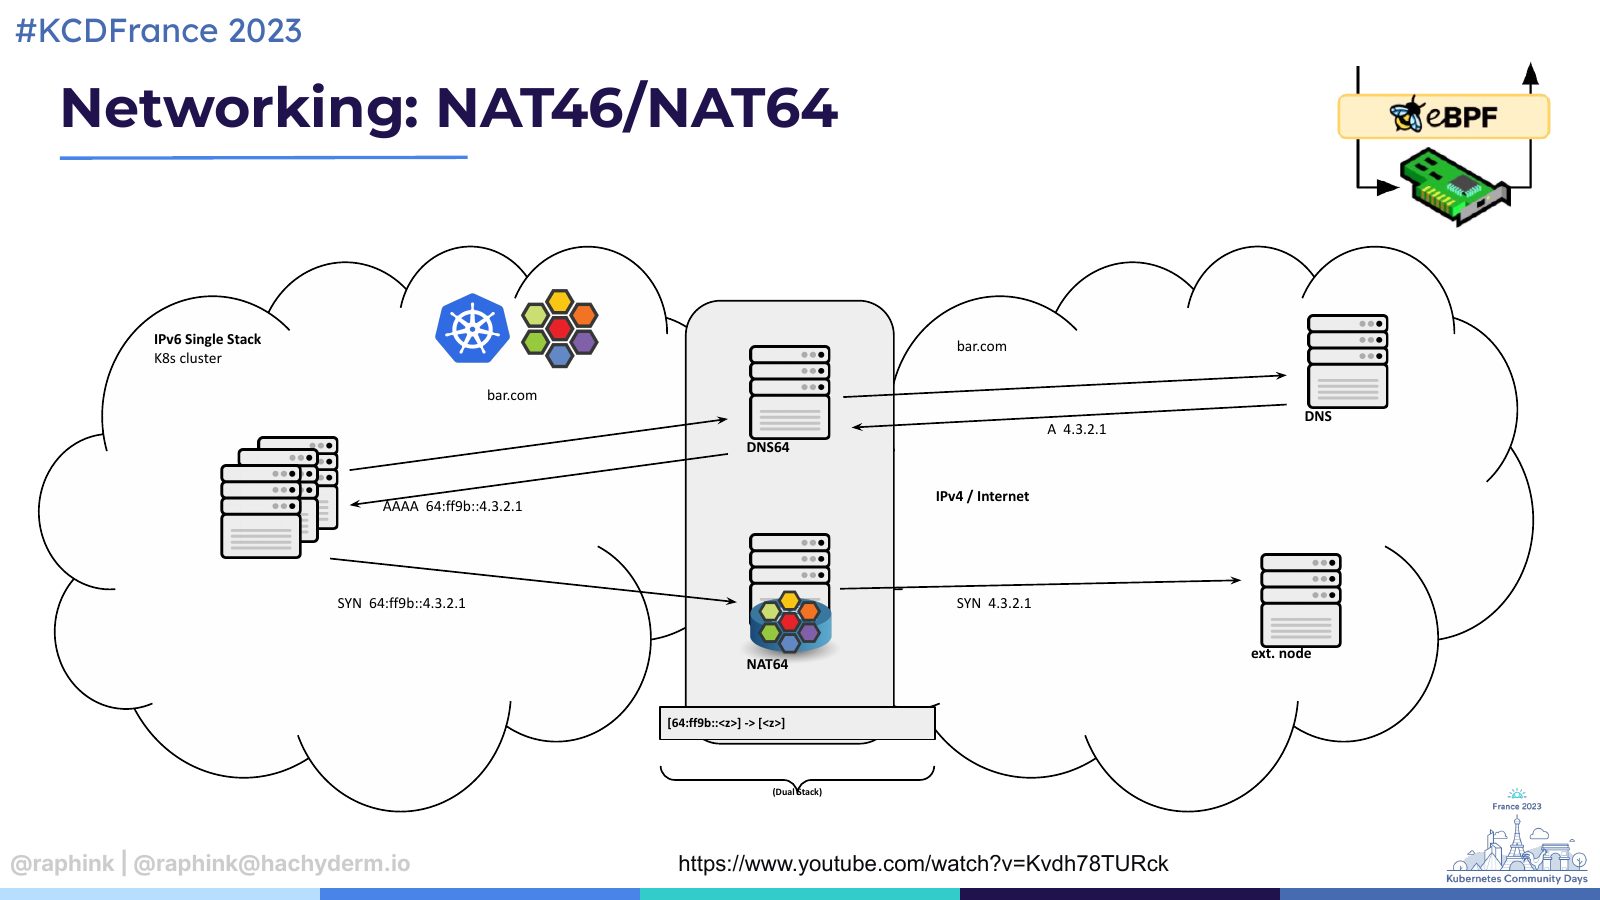 #KCDFrance 2023
Networking: NAT46/NAT64
eBPF
IPv6 Single Stack
K8s cluster
bar.com
bar.com
DNS
A 4.3.2.1
DNS64
IPv4 / Internet
AAAA 64:ff9b::4.3.2.1
SYN 64:ff9b::4.3.2.1
SYN 4.3.2.1
ext. node
NAT64
[64:ff9b::<z>] -> [<z>]
(Dual Stack)
France 2023
Kubernetes Community Days
@raphink | @raphink@hachyderm.io
https://www.youtube.com/watch?v=Kvdh78TURck